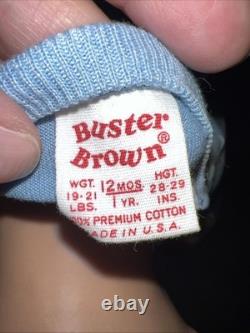 Buster
Brown®
WGT. 12 MOS. HGT.
19-21 1 YR. 28-29
LBS. INS.
100% PREMIUM COTTON
MADE IN U.S.A.
ebay